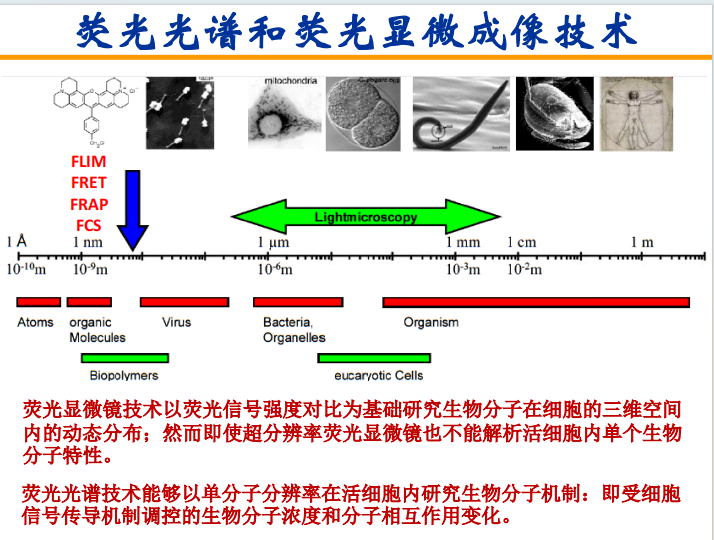 荧光光谱和荧光显微成像技术
mitochondria
FLIM
FRET
FRAP
FCS
Lightmicroscopy
1 Å 1 nm 1 µm 1 mm 1 cm 1 m
10-10m 10-9m 10-6m 10-3m 10-2m
Atoms organic Molecules Virus Bacteria, Organelles Organism
Biopolymers eucaryotic Cells
荧光显微镜技术以荧光信号强度对比为基础研究生物分子在细胞的三维空间
内的动态分布；然而即使超分辨率荧光显微镜也不能解析活细胞内单个生物
分子特性。
荧光光谱技术能够以单分子分辨率在活细胞内研究生物分子机制：即受细胞
信号传导机制调控的生物分子浓度和分子相互作用变化。